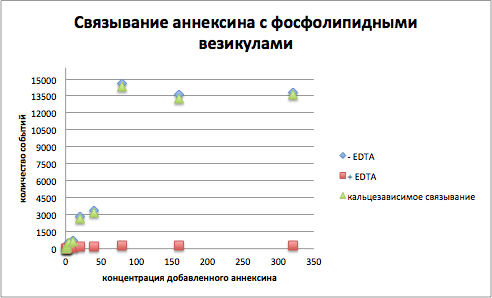 Связывание аннексина с фосфолипидными
везикулами
количество событий
15000
13500
12000
10500
9000
7500
6000
4500
3000
1500
0
0
50
100
150
200
250
300
350
концентрация добавленного аннексина
- EDTA
+ EDTA
кальцезависимое связывание